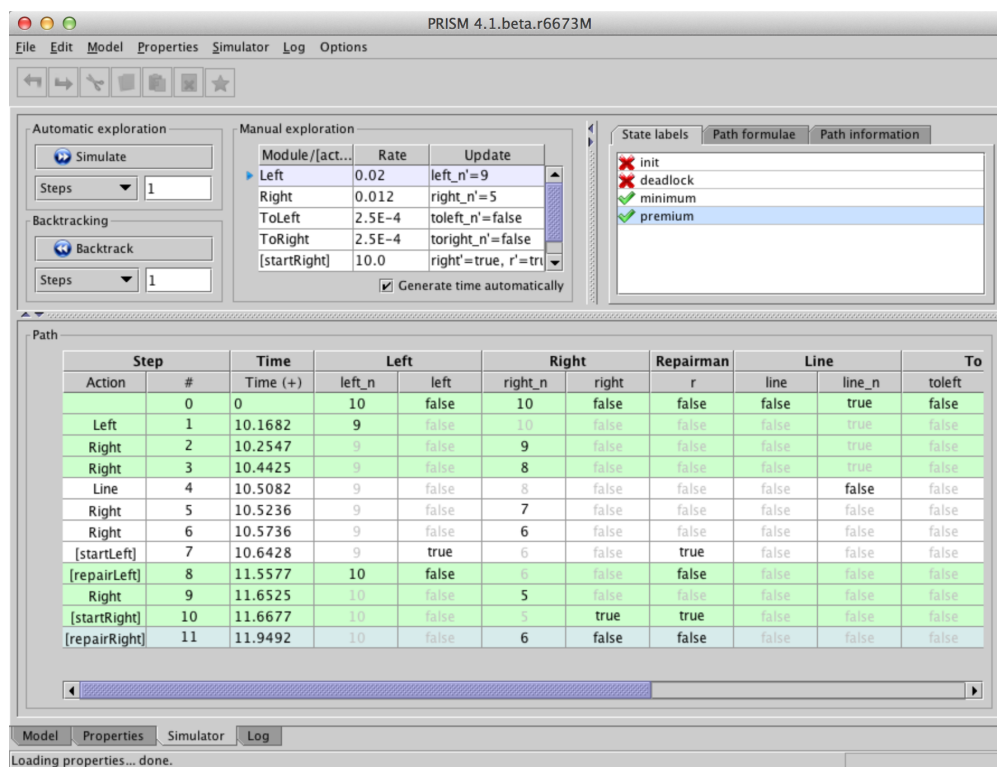 PRISM 4.1.beta.r6673M
File Edit Model Properties Simulator Log Options
Automatic exploration
Simulate
Steps 1
Backtracking
Backtrack
Steps 1
Manual exploration
Module/[act... Rate Update
Left 0.02 left_n'=9
Right 0.012 right_n'=5
ToLeft 2.5E-4 toleft_n'=false
ToRight 2.5E-4 toright_n'=false
[startRight] 10.0 right'=true, r'=tru
Generate time automatically
State labels Path formulae Path information
init
deadlock
minimum
premium
Path
Step Time Left Right Repairman Line To
Action # Time (+) left_n left right_n right r line line_n toleft
0 0 10 false 10 false false false true false
Left 1 10.1682 9 false 10 false false false true false
Right 2 10.2547 9 false 9 false false false true false
Right 3 10.4425 9 false 8 false false false true false
Line 4 10.5082 9 false 8 false false false false false
Right 5 10.5236 9 false 7 false false false false false
Right 6 10.5736 9 false 6 false false false false false
[startLeft] 7 10.6428 9 true 6 false true false false false
[repairLeft] 8 11.5577 10 false 6 false false false false false
Right 9 11.6525 10 false 5 false false false false false
[startRight] 10 11.6677 10 false 5 true true false false false
[repairRight] 11 11.9492 10 false 6 false false false false false
Model Properties Simulator Log
Loading properties... done.